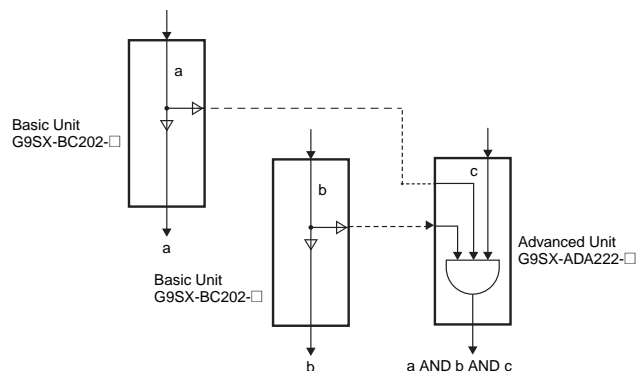 a
Basic Unit
G9SX-BC202-□
a
b
c
Basic Unit
G9SX-BC202-□
Advanced Unit
G9SX-ADA222-□
b
a AND b AND c